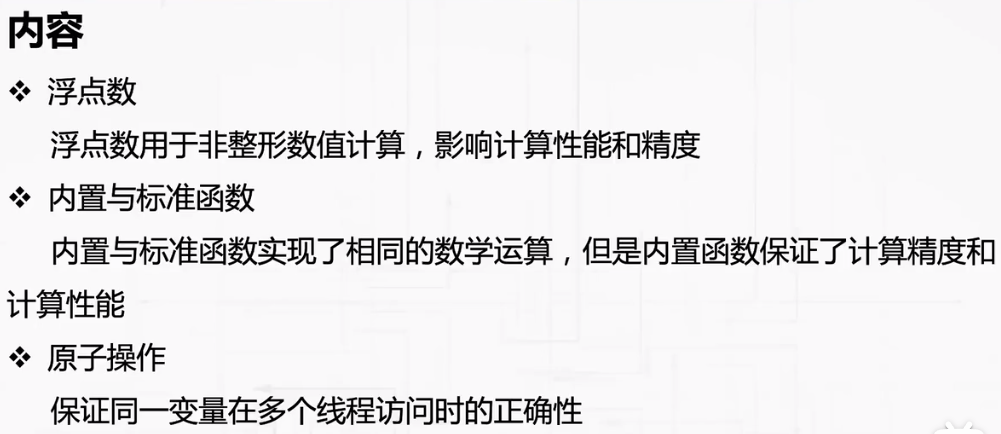 内容
❖ 浮点数
浮点数用于非整形数值计算，影响计算性能和精度
❖ 内置与标准函数
内置与标准函数实现了相同的数学运算，但是内置函数保证了计算精度和
计算性能
❖ 原子操作
保证同一变量在多个线程访问时的正确性